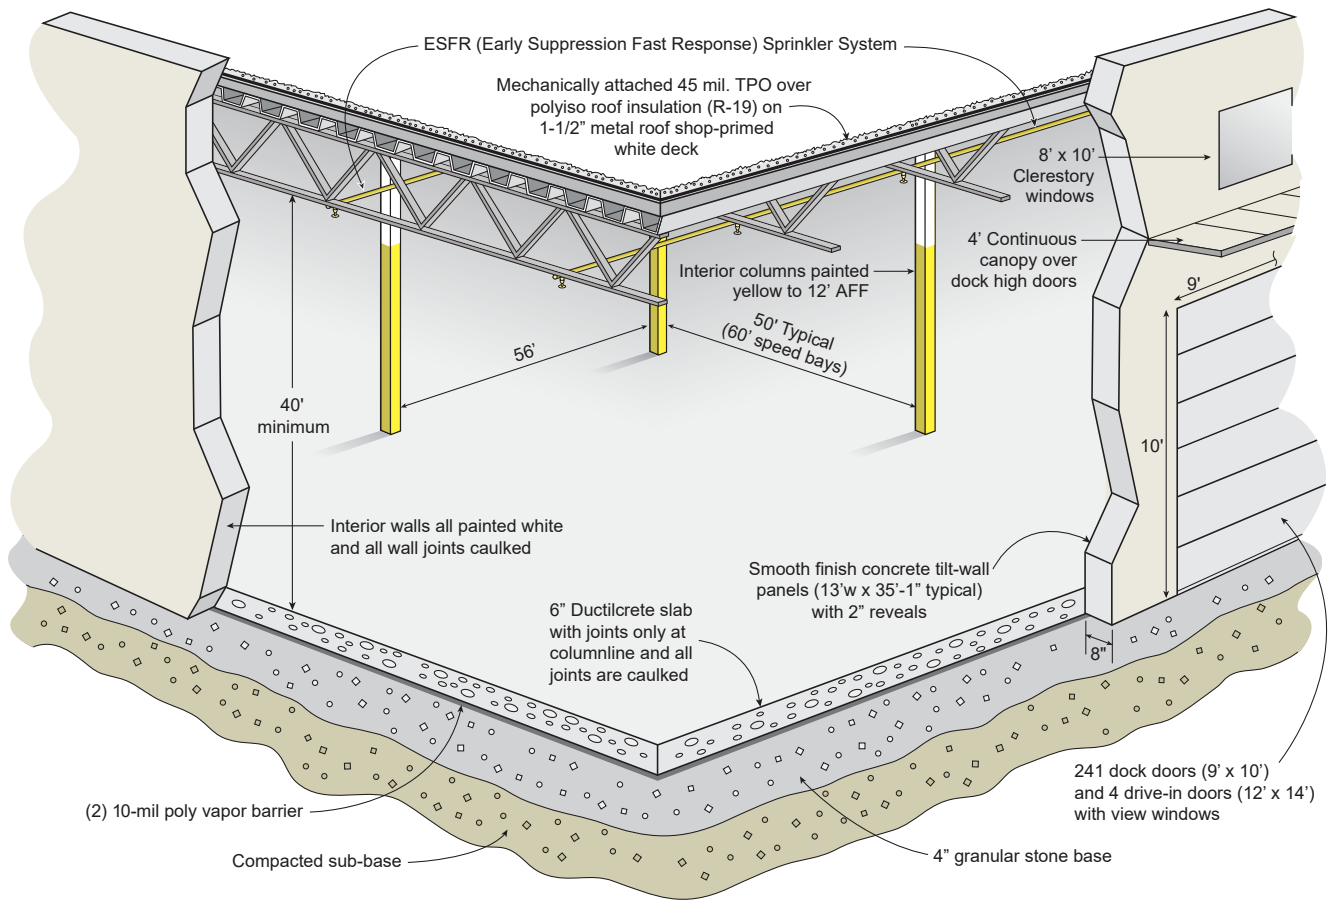 ESFR (Early Suppression Fast Response) Sprinkler System
Mechanically attached 45 mil. TPO over
polyiso roof insulation (R-19) on
1-1/2” metal roof shop-primed
white deck
8’ x 10’
Clerestory
windows
4’ Continuous
canopy over
dock high doors
9'
Interior columns painted
yellow to 12’ AFF
50' Typical
(60’ speed bays)
56’
40'
minimum
10'
Interior walls all painted white
and all wall joints caulked
Smooth finish concrete tilt-wall
panels (13’w x 35’-1” typical)
with 2” reveals
6” Ductilcrete slab
with joints only at
columnline and all
joints are caulked
8"
241 dock doors (9’ x 10’)
and 4 drive-in doors (12’ x 14’)
with view windows
(2) 10-mil poly vapor barrier
Compacted sub-base
4” granular stone base